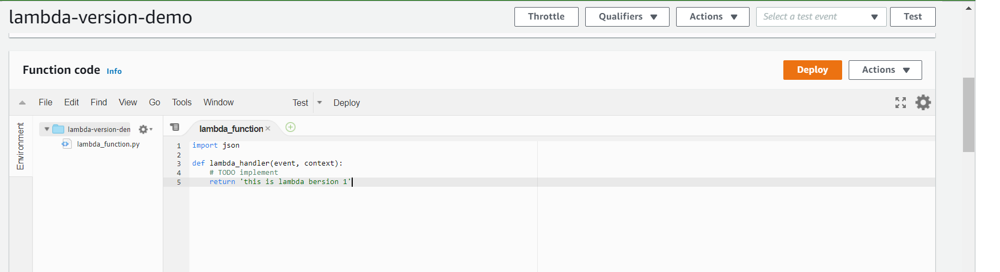 lambda-version-demo
Throttle
Qualifiers
Actions
Select a test event
Test
Function code Info
Deploy
Actions
File Edit Find View Go Tools Window Test Deploy
Environment
lambda-version-den
lambda_function.py
lambda_function
1 import json
2
3 def lambda_handler(event, context):
4 # TODO implement
5 return 'this is lambda bersion 1'